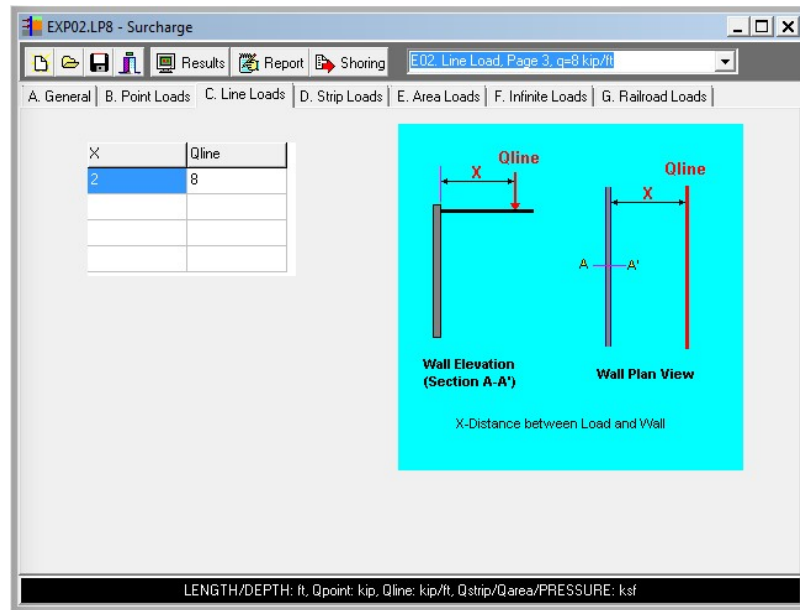 EXP02.LP8 - Surcharge
Results Report Shoring E02. Line Load, Page 3, q=8 kip/ft
A. General B. Point Loads C. Line Loads D. Strip Loads E. Area Loads F. Infinite Loads G. Railroad Loads
X Qline
2 8
Qline
X
Qline
X
A A'
Wall Elevation
(Section A-A')
Wall Plan View
X-Distance between Load and Wall
LENGTH/DEPTH: ft, Qpoint: kip, Qline: kip/ft, Qstrip/Qarea/PRESSURE: ksf